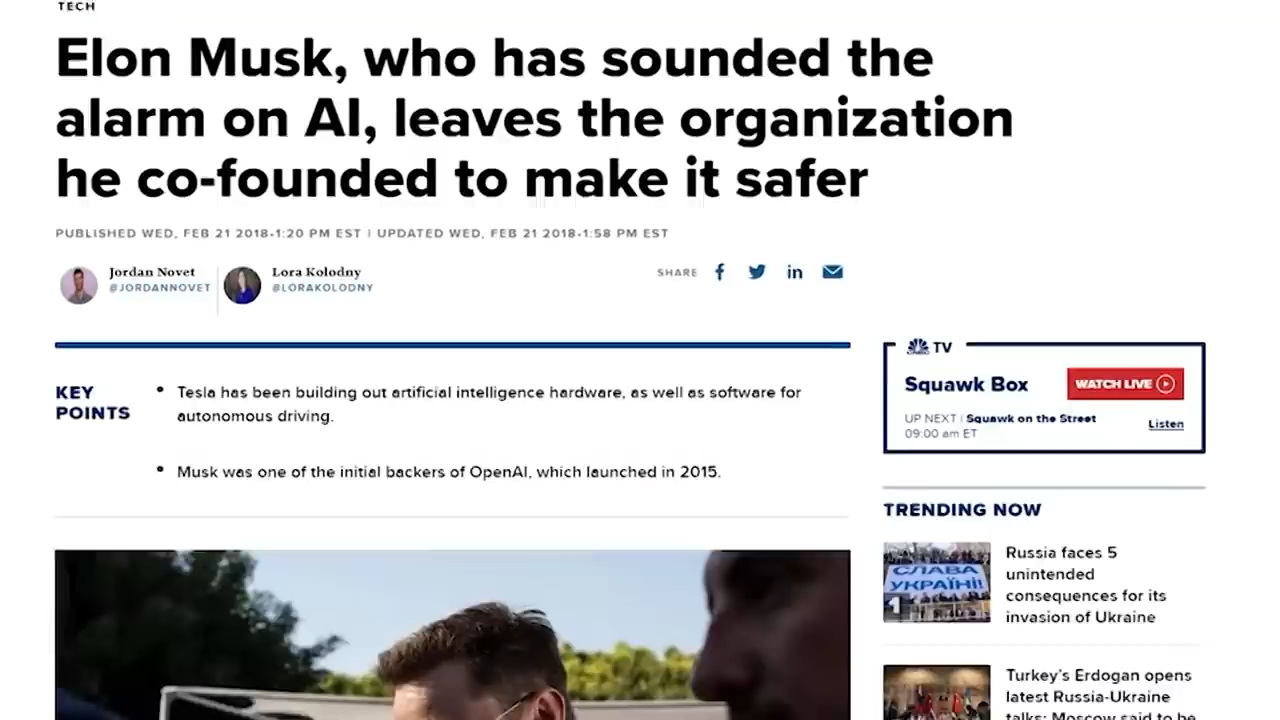 TECH
Elon Musk, who has sounded the
alarm on AI, leaves the organization
he co-founded to make it safer
PUBLISHED WED, FEB 21 2018•1:20 PM EST | UPDATED WED, FEB 21 2018•1:58 PM EST
Jordan Novet
@JORDANNOVET
Lora Kolodny
@LORAKOLODNY
SHARE
KEY
POINTS
• Tesla has been building out artificial intelligence hardware, as well as software for
autonomous driving.
• Musk was one of the initial backers of OpenAI, which launched in 2015.
TV
Squawk Box
WATCH LIVE
UP NEXT | Squawk on the Street
09:00 am ET
Listen
TRENDING NOW
СЛАВА
УКРАЇНІ!
1
Russia faces 5
unintended
consequences for its
invasion of Ukraine
Turkey's Erdogan opens
latest Russia-Ukraine
talks; Moscow said to be